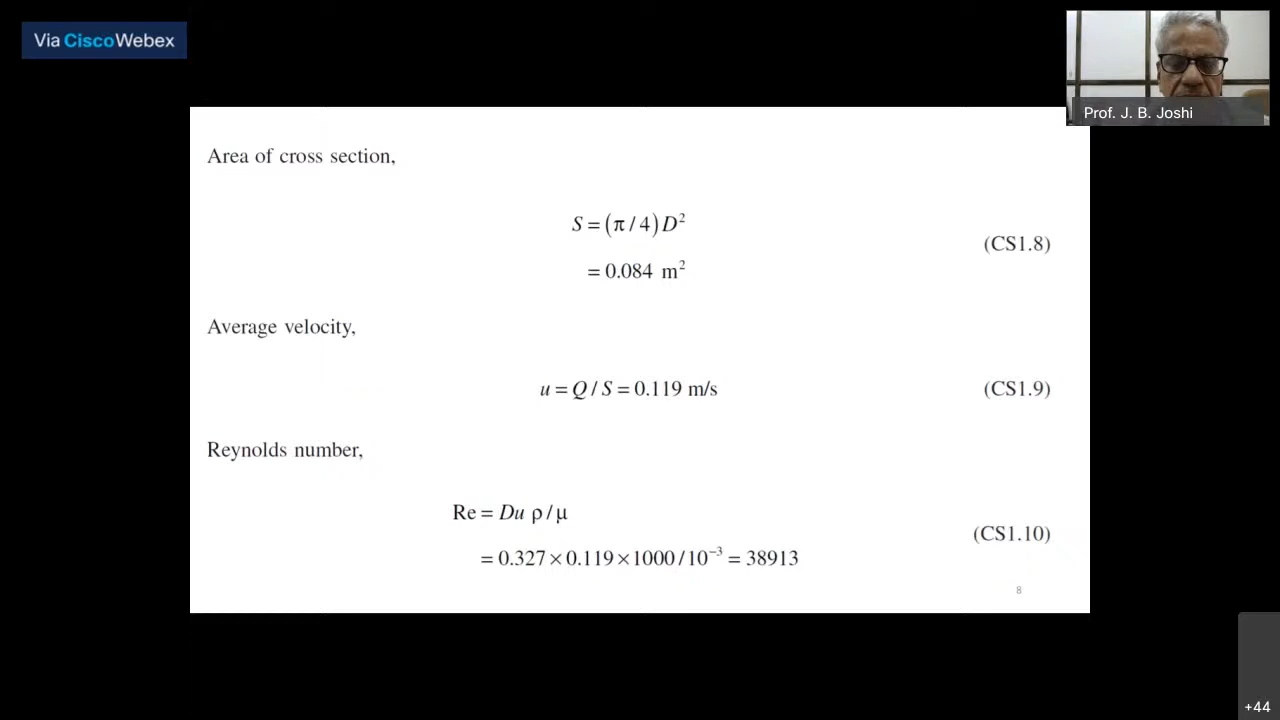 Via CiscoWebex
Prof. J. B. Joshi
Area of cross section,
S = (π / 4) D²
= 0.084 m²
(CS1.8)
Average velocity,
u = Q / S = 0.119 m/s
(CS1.9)
Reynolds number,
Re = Du ρ / μ
= 0.327 × 0.119 × 1000 / 10⁻³ = 38913
(CS1.10)
8
+44